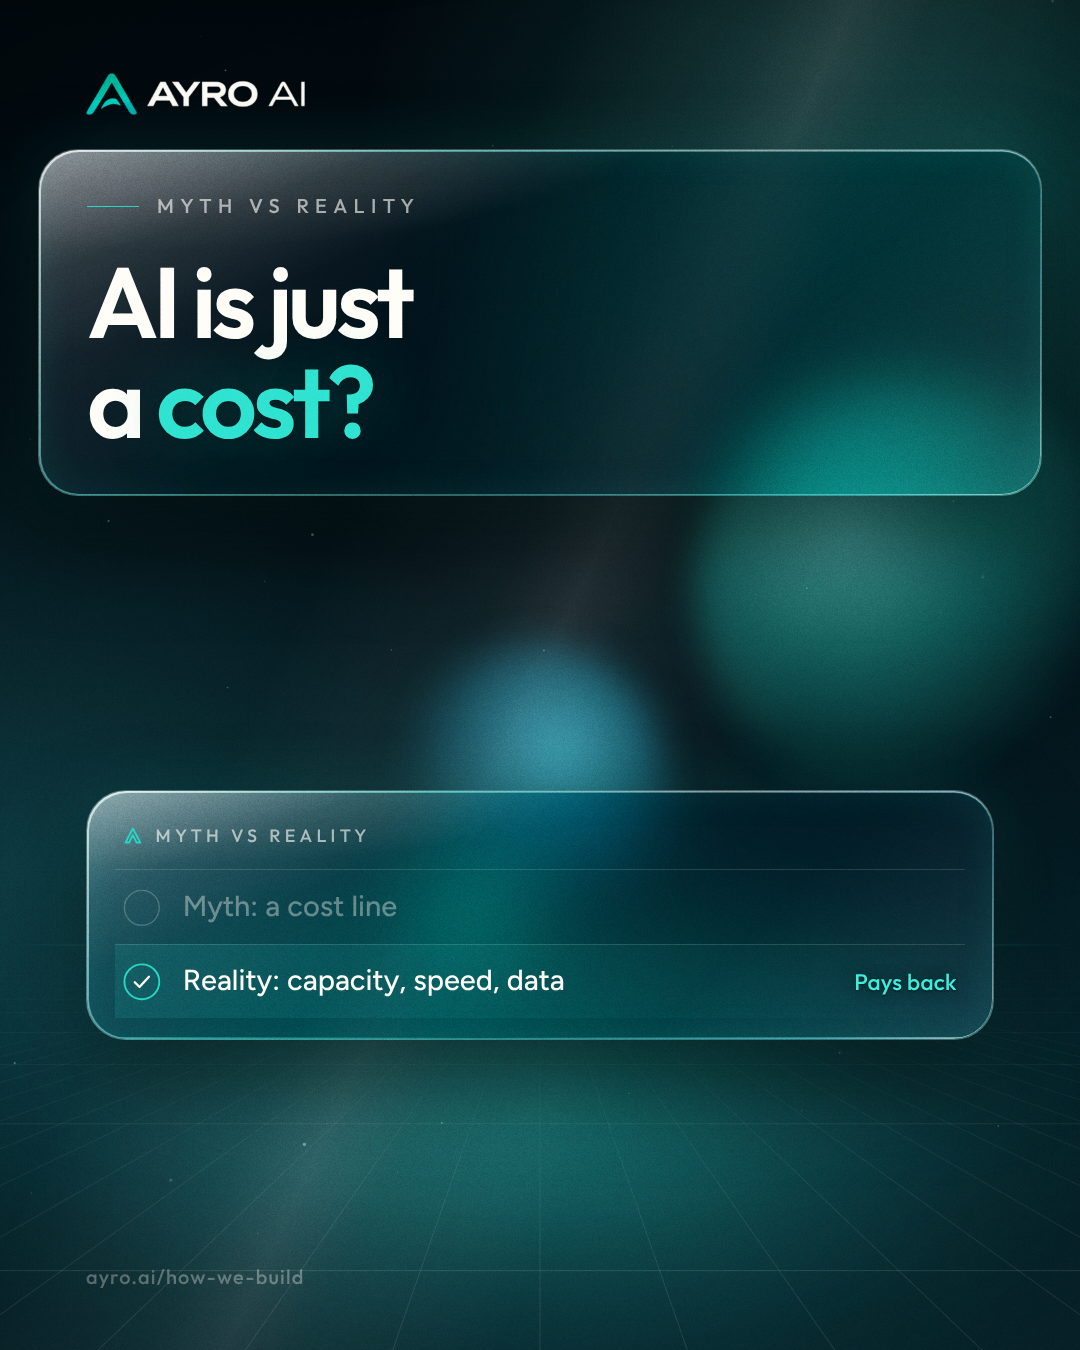 AYRO AI
MYTH VS REALITY
AI is just
a cost?
MYTH VS REALITY
Myth: a cost line
Reality: capacity, speed, data
Pays back
ayro.ai/how-we-build